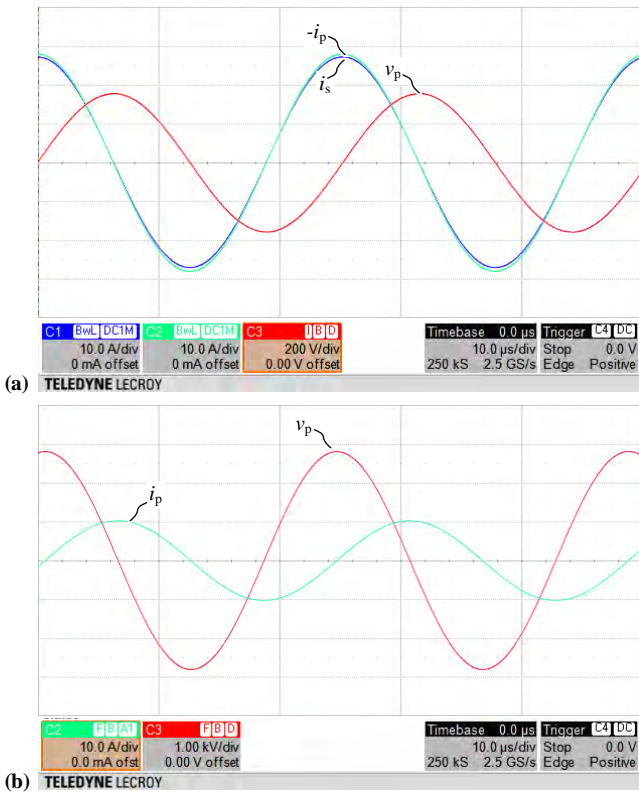 -ip
is
vp
C1 BwL DC1M
10.0 A/div
0 mA offset
C2 BwL DC1M
10.0 A/div
0 mA offset
C3 I B D
200 V/div
0.00 V offset
Timebase 0.0 µs
10.0 µs/div
250 kS 2.5 GS/s
Trigger C4 DC
Stop 0.0 V
Edge Positive
(a) TELEDYNE LECROY
vp
ip
C2 F B A1
10.0 A/div
0.0 mA ofst
C3 F B D
1.00 kV/div
0.00 V offset
Timebase 0.0 µs
10.0 µs/div
250 kS 2.5 GS/s
Trigger C4 DC
Stop 0.0 V
Edge Positive
(b) TELEDYNE LECROY